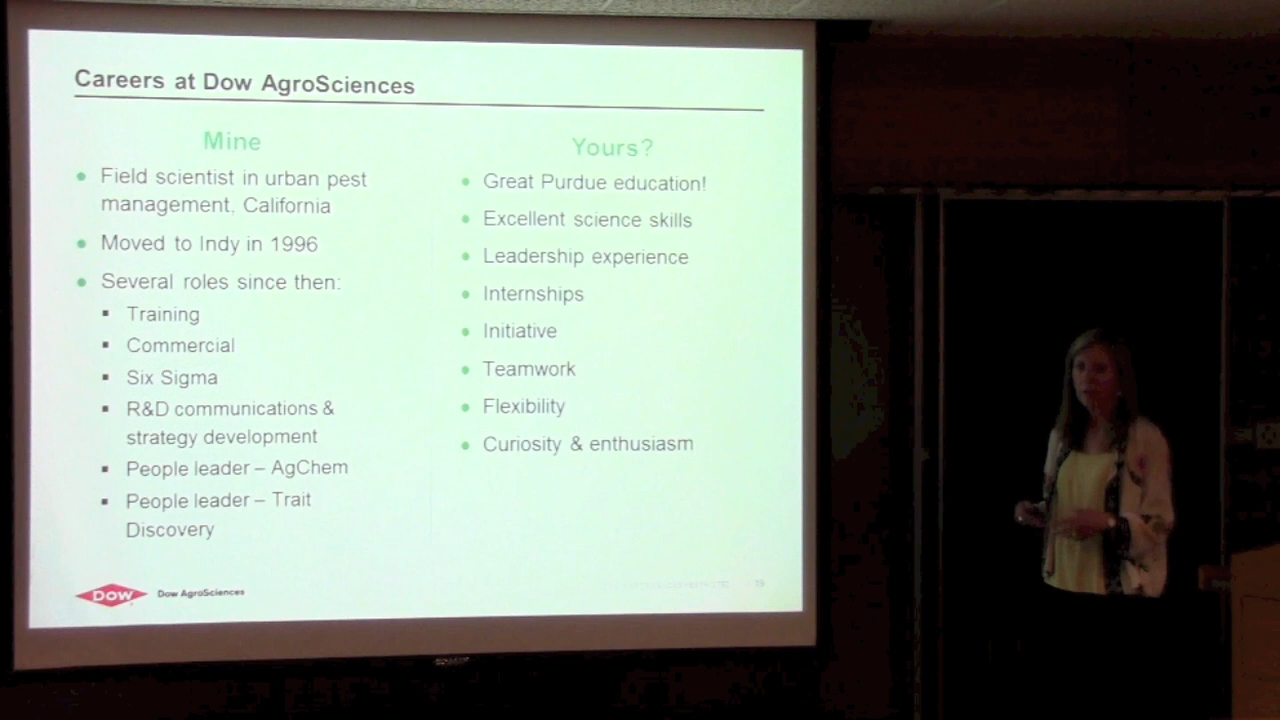 Careers at Dow AgroSciences
Mine
Field scientist in urban pest
management, California
Moved to Indy in 1996
Several roles since then:
Training
Commercial
Six Sigma
R&D communications &
strategy development
People leader – AgChem
People leader – Trait
Discovery
Yours?
Great Purdue education!
Excellent science skills
Leadership experience
Internships
Initiative
Teamwork
Flexibility
Curiosity & enthusiasm
DOW
Dow AgroSciences